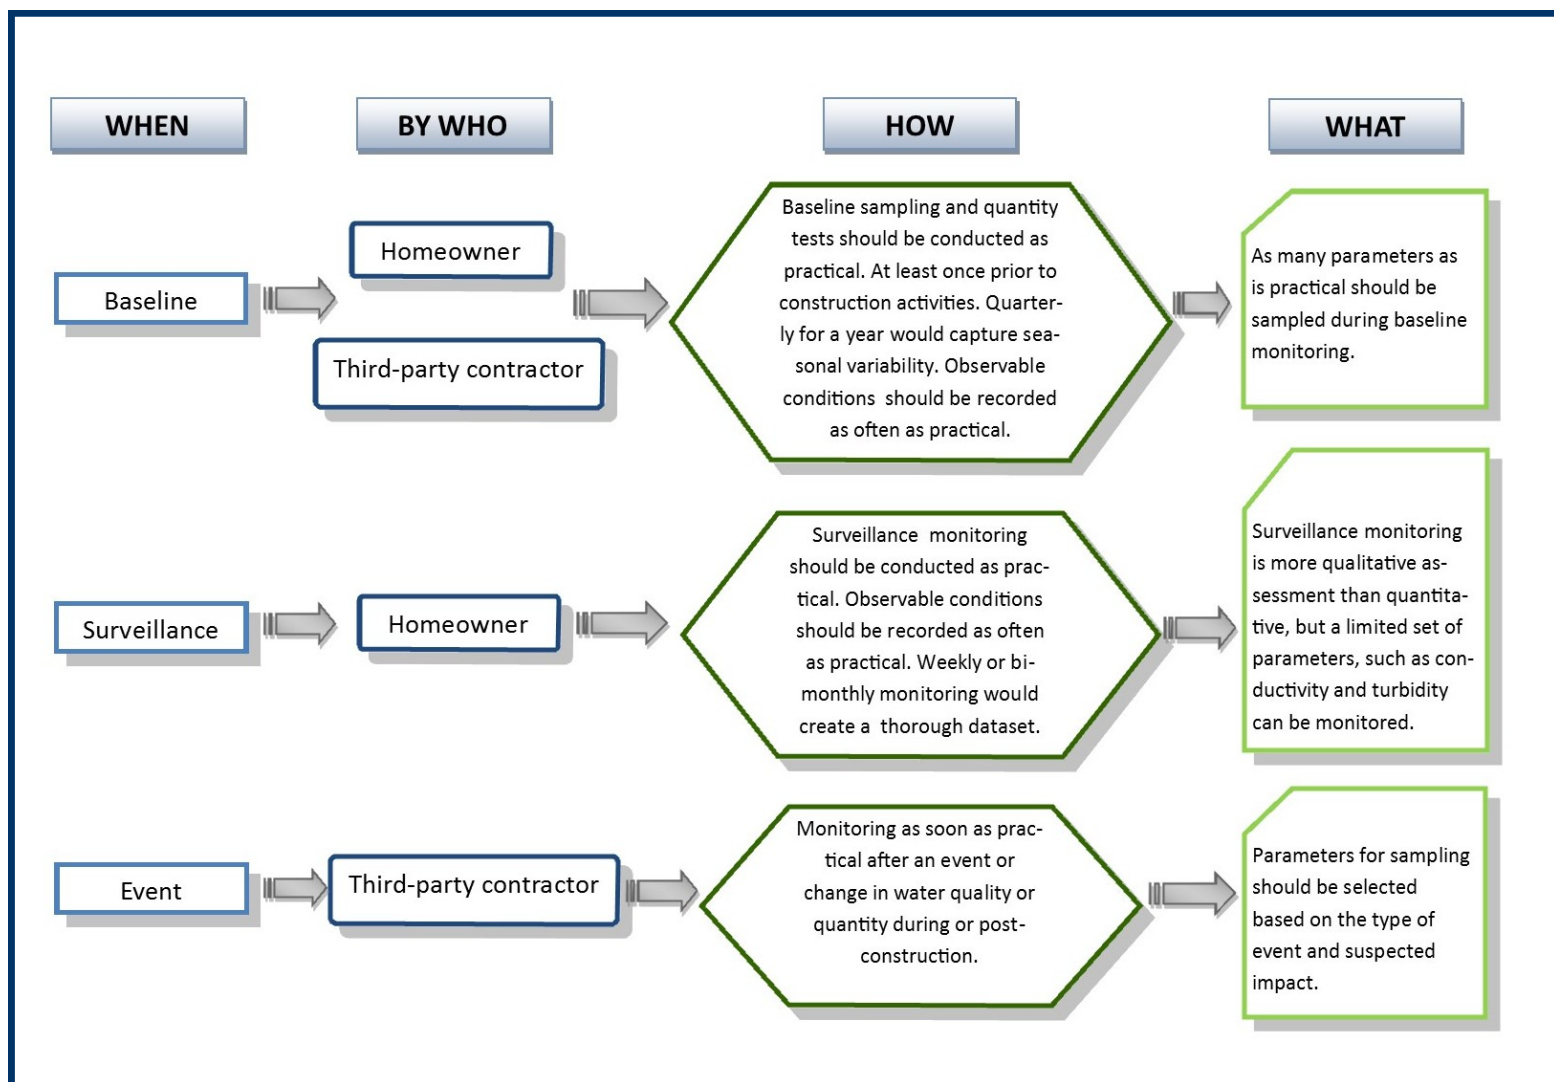 WHEN
BY WHO
HOW
WHAT
Baseline
Homeowner
Third-party contractor
Baseline sampling and quantity
tests should be conducted as
practical. At least once prior to
construction activities. Quarter-
ly for a year would capture sea-
sonal variability. Observable
conditions should be recorded
as often as practical.
As many parameters as
is practical should be
sampled during baseline
monitoring.
Surveillance
Homeowner
Surveillance monitoring
should be conducted as prac-
tical. Observable conditions
should be recorded as often
as practical. Weekly or bi-
monthly monitoring would
create a thorough dataset.
Surveillance monitoring
is more qualitative as-
sessment than quantita-
tive, but a limited set of
parameters, such as con-
ductivity and turbidity
can be monitored.
Event
Third-party contractor
Monitoring as soon as prac-
tical after an event or
change in water quality or
quantity during or post-
construction.
Parameters for sampling
should be selected
based on the type of
event and suspected
impact.